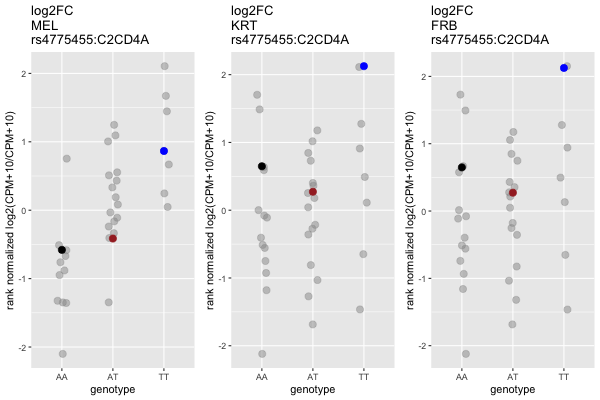 log2FC
MEL
rs4775455:C2CD4A
rank normalized log2(CPM+10/CPM+10)
2
1
0
-1
-2
AA
AT
TT
genotype
log2FC
KRT
rs4775455:C2CD4A
rank normalized log2(CPM+10/CPM+10)
2
1
0
-1
-2
AA
AT
TT
genotype
log2FC
FRB
rs4775455:C2CD4A
rank normalized log2(CPM+10/CPM+10)
2
1
0
-1
-2
AA
AT
TT
genotype